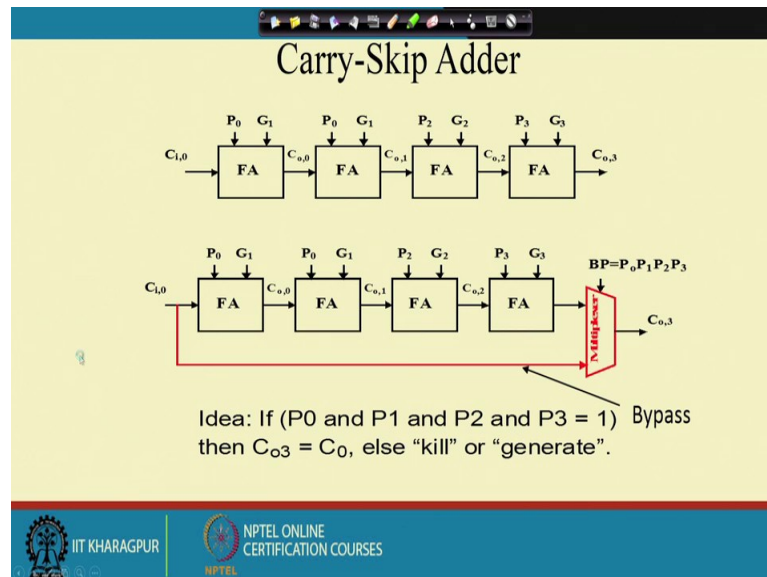 Carry-Skip Adder
P₀ G₁ P₀ G₁ P₂ G₂ P₃ G₃
Cᵢ,₀ FA Cₒ,₀ FA Cₒ,₁ FA Cₒ,₂ FA Cₒ,₃
P₀ G₁ P₀ G₁ P₂ G₂ P₃ G₃ BP=PₒP₁P₂P₃
Cᵢ,₀ FA Cₒ,₀ FA Cₒ,₁ FA Cₒ,₂ FA Multiplexer Cₒ,₃
Idea: If (P0 and P1 and P2 and P3 = 1) Bypass
then Cₒ₃ = C₀, else “kill” or “generate”.
IIT KHARAGPUR
NPTEL
NPTEL ONLINE
CERTIFICATION COURSES